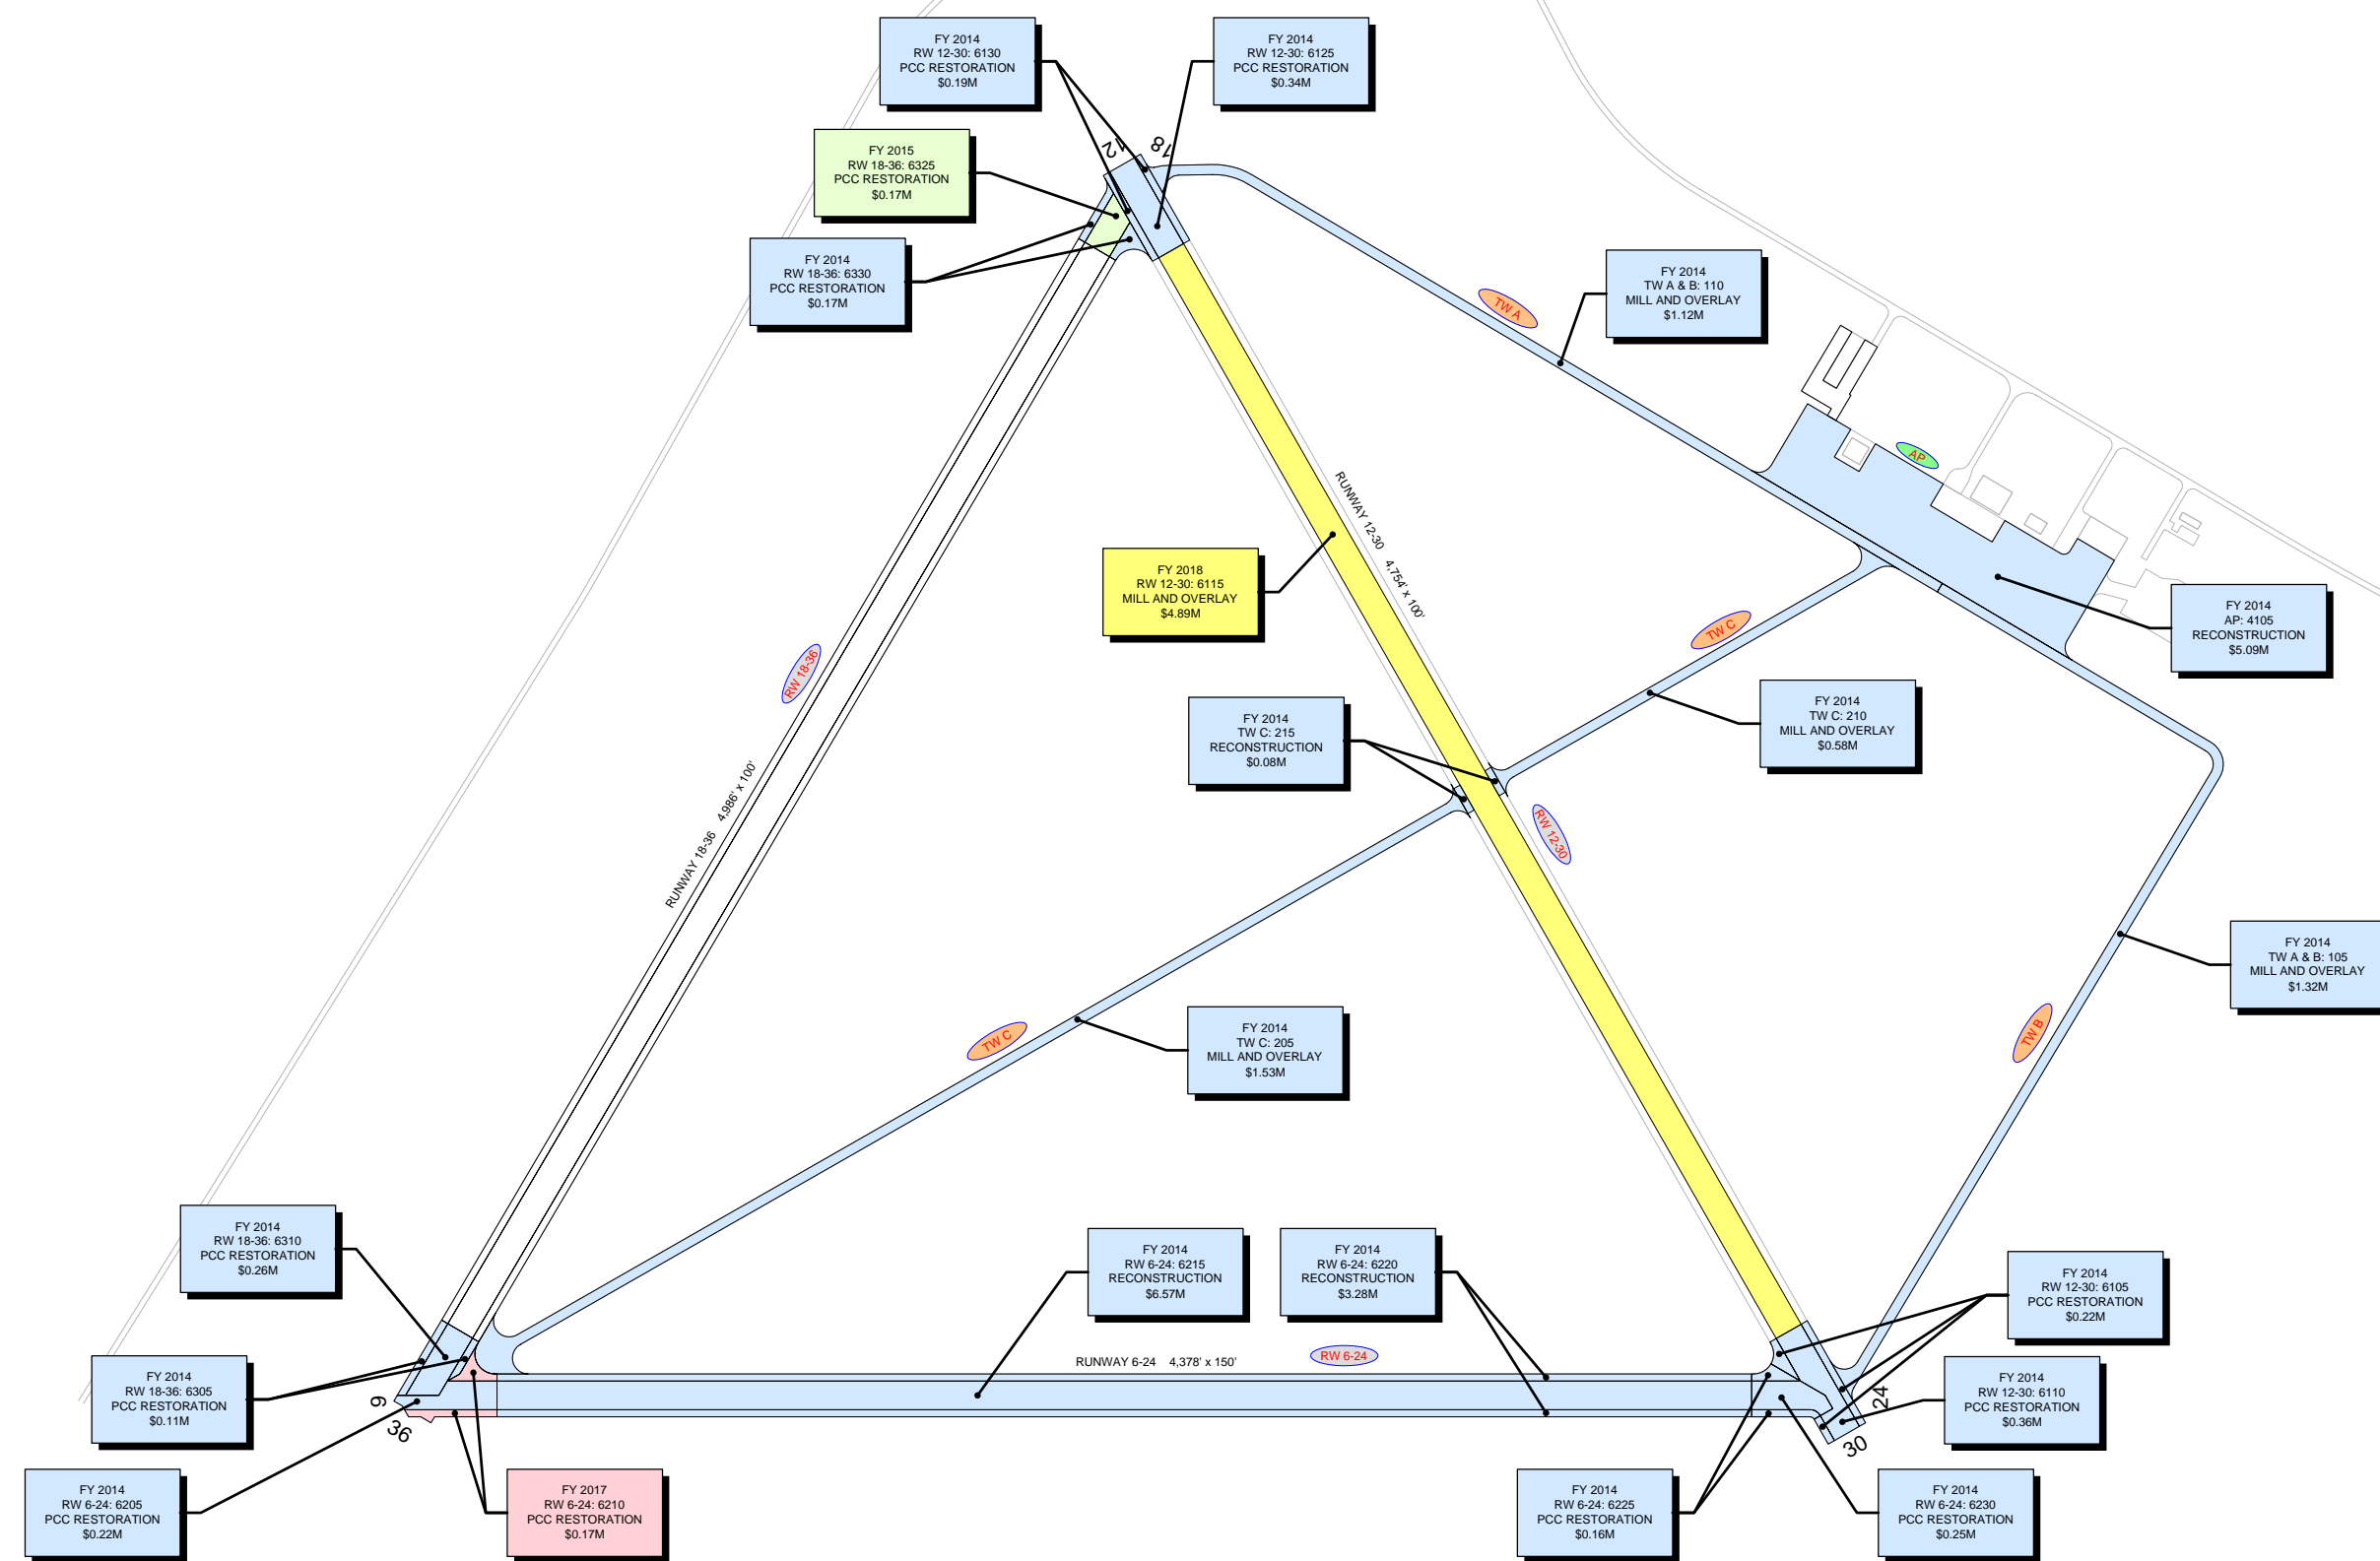 FY 2014
RW 12-30: 6130
PCC RESTORATION
$0.19M
FY 2014
RW 12-30: 6125
PCC RESTORATION
$0.34M
FY 2015
RW 18-36: 6325
PCC RESTORATION
$0.17M
12
18
FY 2014
RW 18-36: 6330
PCC RESTORATION
$0.17M
TW A
FY 2014
TW A & B: 110
MILL AND OVERLAY
$1.12M
AP
RUNWAY 12-30 4,754' x 100'
FY 2018
RW 12-30: 6115
MILL AND OVERLAY
$4.89M
FY 2014
AP: 4105
RECONSTRUCTION
$5.09M
TW C
RW 18-36
FY 2014
TW C: 215
RECONSTRUCTION
$0.08M
FY 2014
TW C: 210
MILL AND OVERLAY
$0.58M
RUNWAY 18-36 4,986' x 100'
RW 12-30
FY 2014
TW A & B: 105
MILL AND OVERLAY
$1.32M
TW C
FY 2014
TW C: 205
MILL AND OVERLAY
$1.53M
TW B
FY 2014
RW 18-36: 6310
PCC RESTORATION
$0.26M
FY 2014
RW 6-24: 6215
RECONSTRUCTION
$6.57M
FY 2014
RW 6-24: 6220
RECONSTRUCTION
$3.28M
FY 2014
RW 12-30: 6105
PCC RESTORATION
$0.22M
RUNWAY 6-24 4,378' x 150'
RW 6-24
FY 2014
RW 18-36: 6305
PCC RESTORATION
$0.11M
6
36
24
30
FY 2014
RW 12-30: 6110
PCC RESTORATION
$0.36M
FY 2014
RW 6-24: 6205
PCC RESTORATION
$0.22M
FY 2017
RW 6-24: 6210
PCC RESTORATION
$0.17M
FY 2014
RW 6-24: 6225
PCC RESTORATION
$0.16M
FY 2014
RW 6-24: 6230
PCC RESTORATION
$0.25M